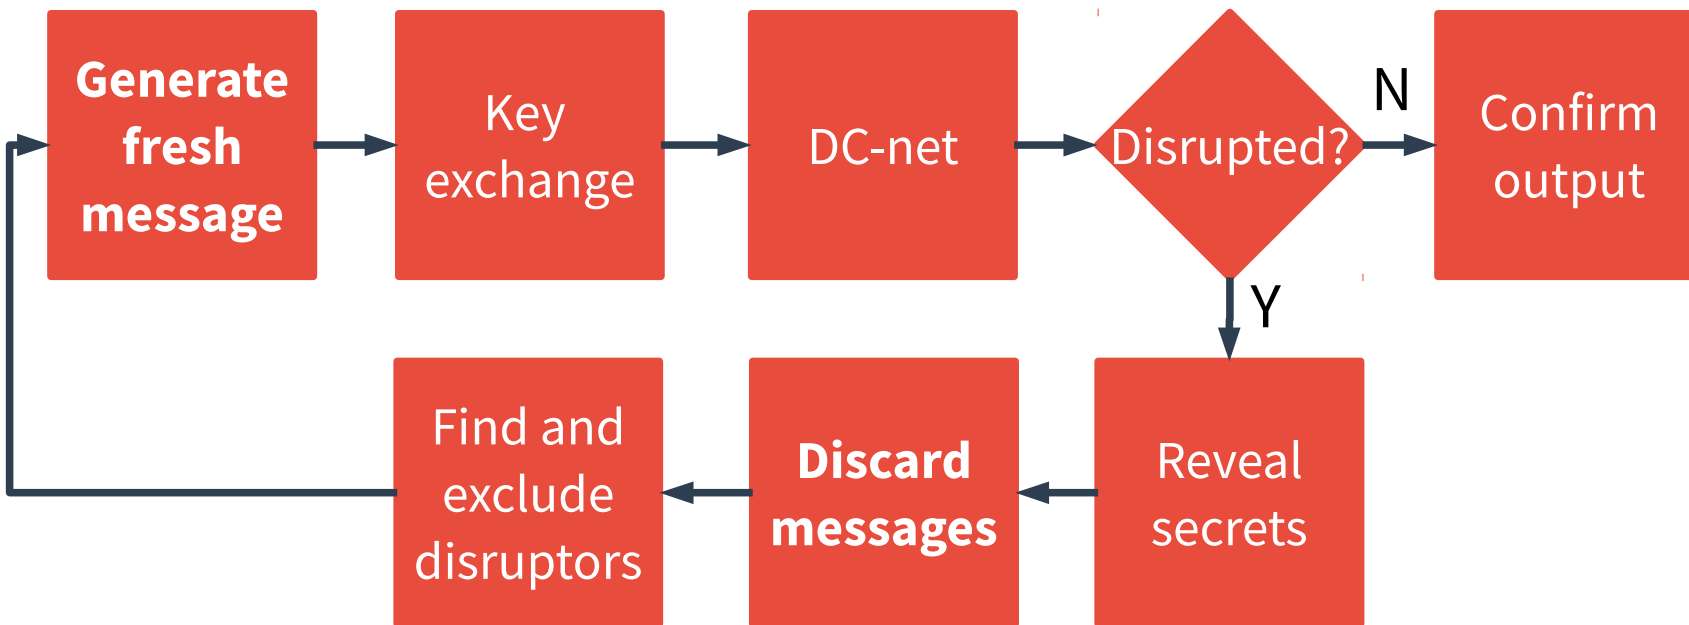 Generate
fresh
message
Key
exchange
DC-net
Disrupted?
N
Confirm
output
Y
Find and
exclude
disruptors
Discard
messages
Reveal
secrets